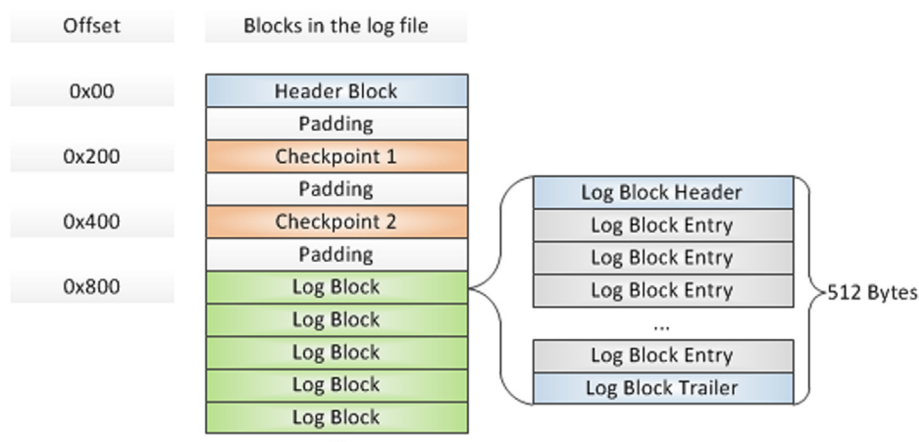 Offset
Blocks in the log file
0x00
Header Block
Padding
0x200
Checkpoint 1
Padding
0x400
Checkpoint 2
Padding
0x800
Log Block
Log Block
Log Block
Log Block
Log Block
Log Block Header
Log Block Entry
Log Block Entry
Log Block Entry
...
Log Block Entry
Log Block Trailer
512 Bytes